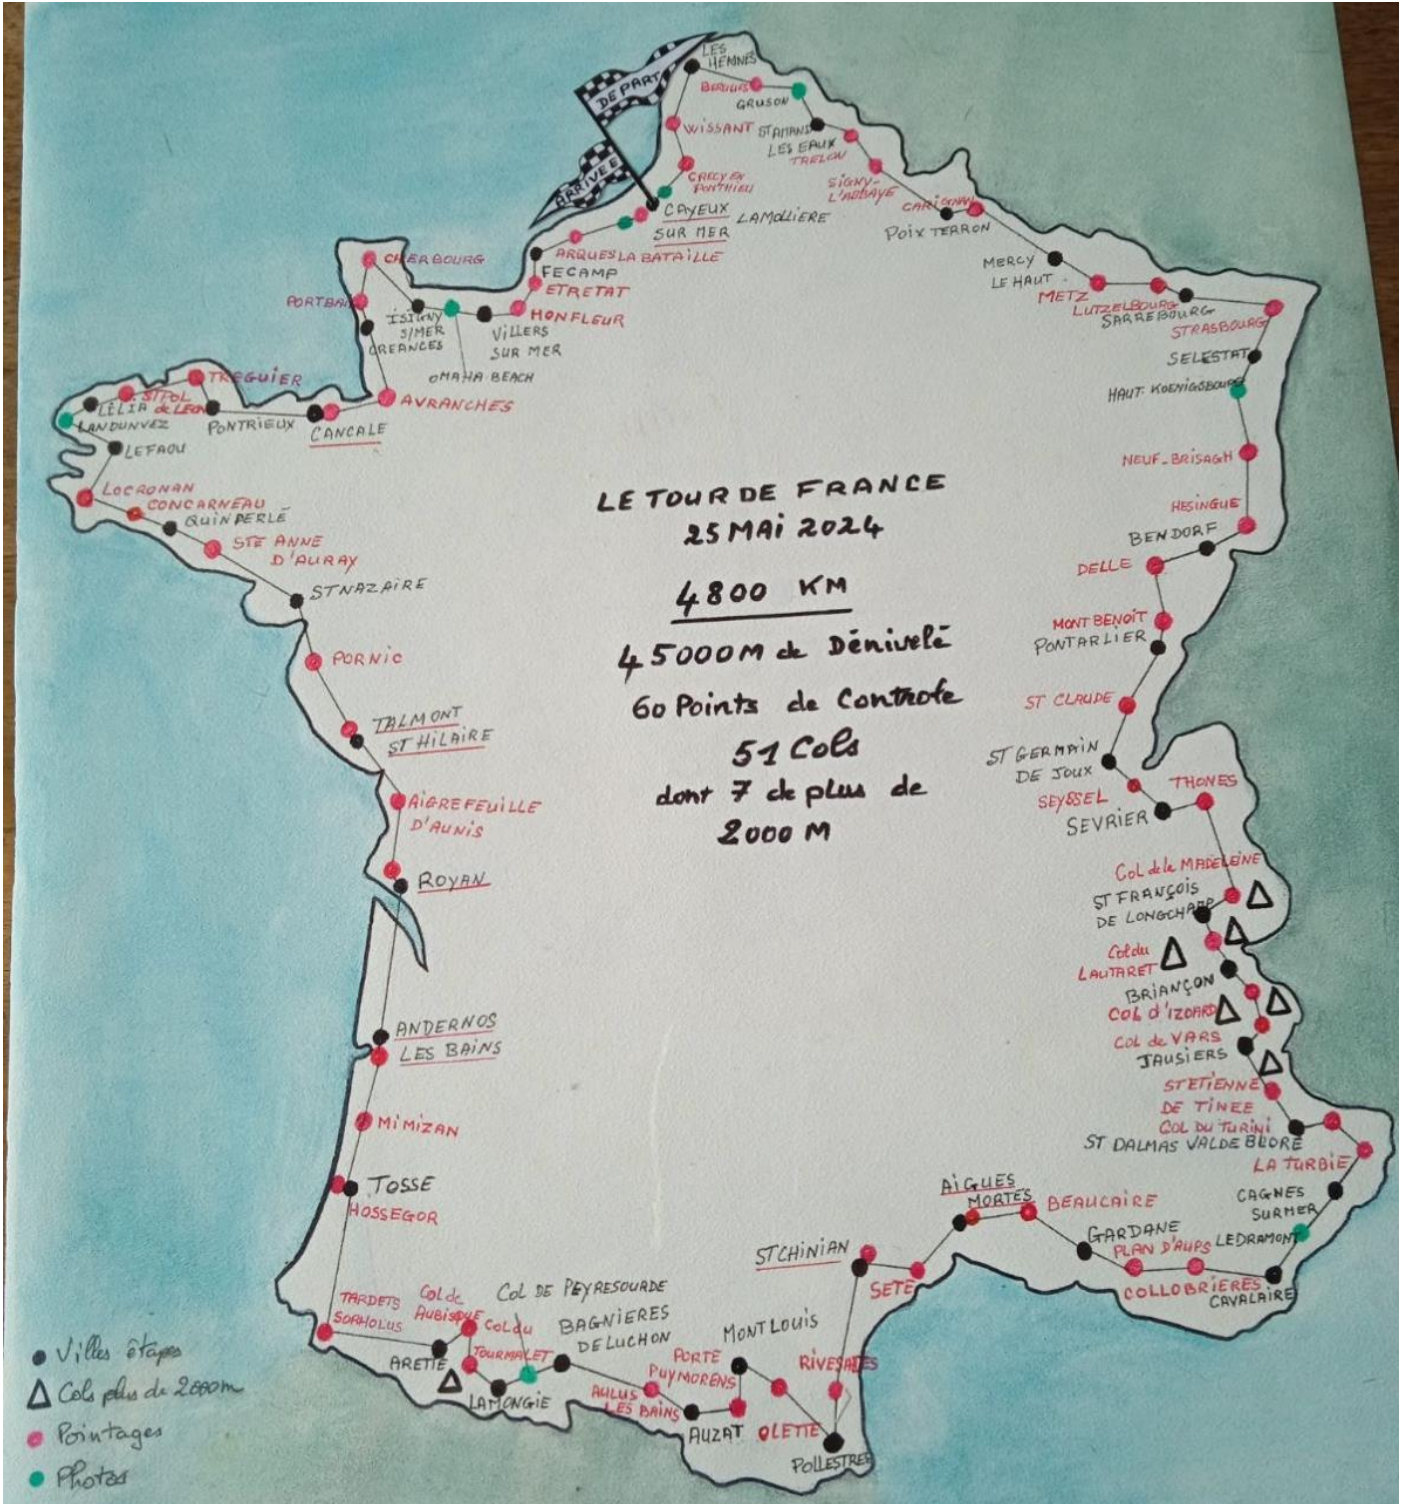 DEPART
ARRIVEE
LES
HEMMES
BERGUES
GRUSON
WISSANT
ST AMAND
LES EAUX
TRELON
CRECY EN
PONTHIEU
SIGNY-
L'ABBAYE
CARIGNAN
POIX TERRON
CAYEUX
SUR MER
LAMOLLIERE
ARQUES LA BATAILLE
FECAMP
ETRETAT
HONFLEUR
VILLERS
SUR MER
OMAHA BEACH
ISIGNY
S/MER
CHERBOURG
PORTBAIL
CREANCES
AVRANCHES
CANCALE
PONTRIEUX
TREGUIER
ST POL
de LEON
LELIA
LANDUNVEZ
LEFAOU
LOCRONAN
CONCARNEAU
QUINPERLÉ
STE ANNE
D'AURAY
ST NAZAIRE
PORNIC
TALMONT
ST HILAIRE
AIGREFEUILLE
D'AUNIS
ROYAN
ANDERNOS
LES BAINS
MIMIZAN
TOSSE
HOSSEGOR
TARDETS
SORHOLUS
ARETTE
Col de
AUBISQUE
Col du
TOURMALET
LAMONGIE
COL DE PEYRESOURDE
BAGNIERES
DE LUCHON
AULUS
LES BAINS
AUZAT
PORTE
PUYMORENS
MONT LOUIS
OLETTE
POLLESTRES
RIVESALTES
ST CHINIAN
SETE
AIGUES
MORTES
BEAUCAIRE
GARDANE
PLAN D'AUPS
COLLOBRIERES
CAVALAIRE
LE DRAMONT
CAGNES
SUR MER
LA TURBIE
COL DU TURINI
ST DALMAS VALDEBLORE
ST ETIENNE
DE TINEE
JAUSIERS
COL de VARS
COL d'IZOARD
BRIANÇON
Col du
LAUTARET
ST FRANÇOIS
DE LONGCHAMP
Col de la MADELEINE
THONES
SEVRIER
SEYSSEL
ST GERMAIN
DE JOUX
ST CLAUDE
PONTARLIER
MONTBENOIT
DELLE
BENDORF
HESINGUE
NEUF-BRISAGH
HAUT-KOENIGSBOURG
SELESTAT
STRASBOURG
SARREBOURG
LUTZELBOURG
METZ
MERCY
LE HAUT
LE TOUR DE FRANCE
25 MAI 2024
4800 KM
45000M de Dénivelé
60 Points de Controle
51 Cols
dont 7 de plus de
2000 M
Villes étapes
Cols plus de 2000m
Pointages
Photos